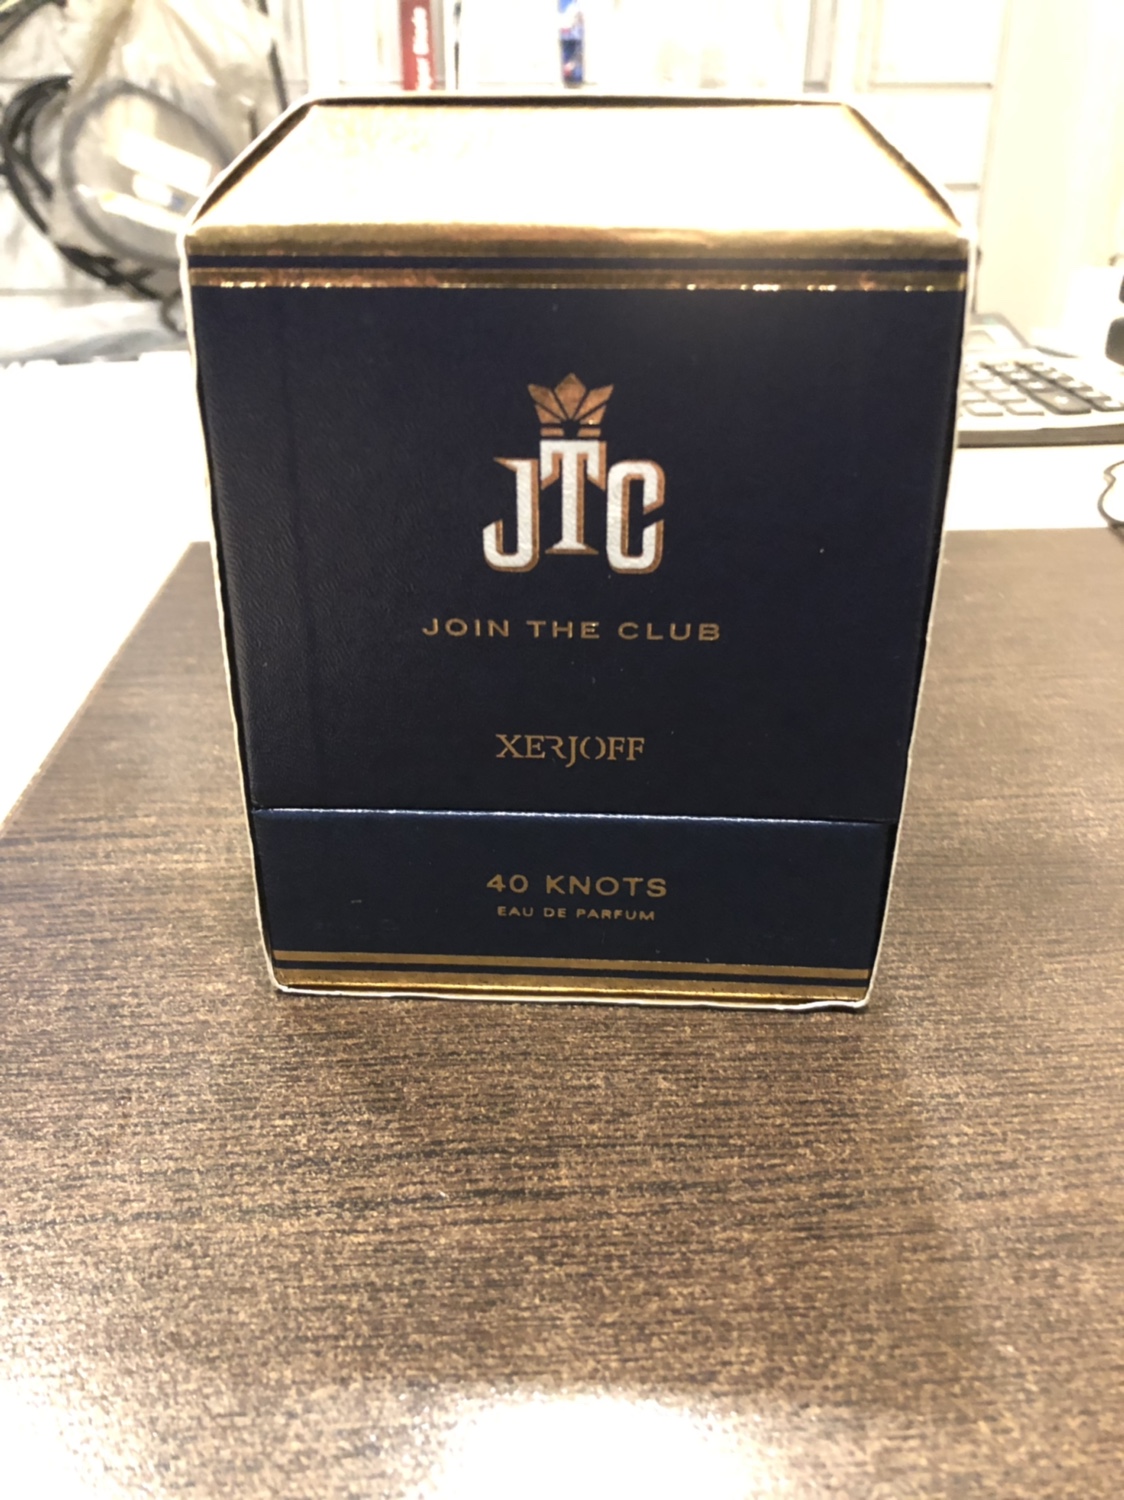 JTC
JOIN THE CLUB
XERJOFF
40 KNOTS
EAU DE PARFUM